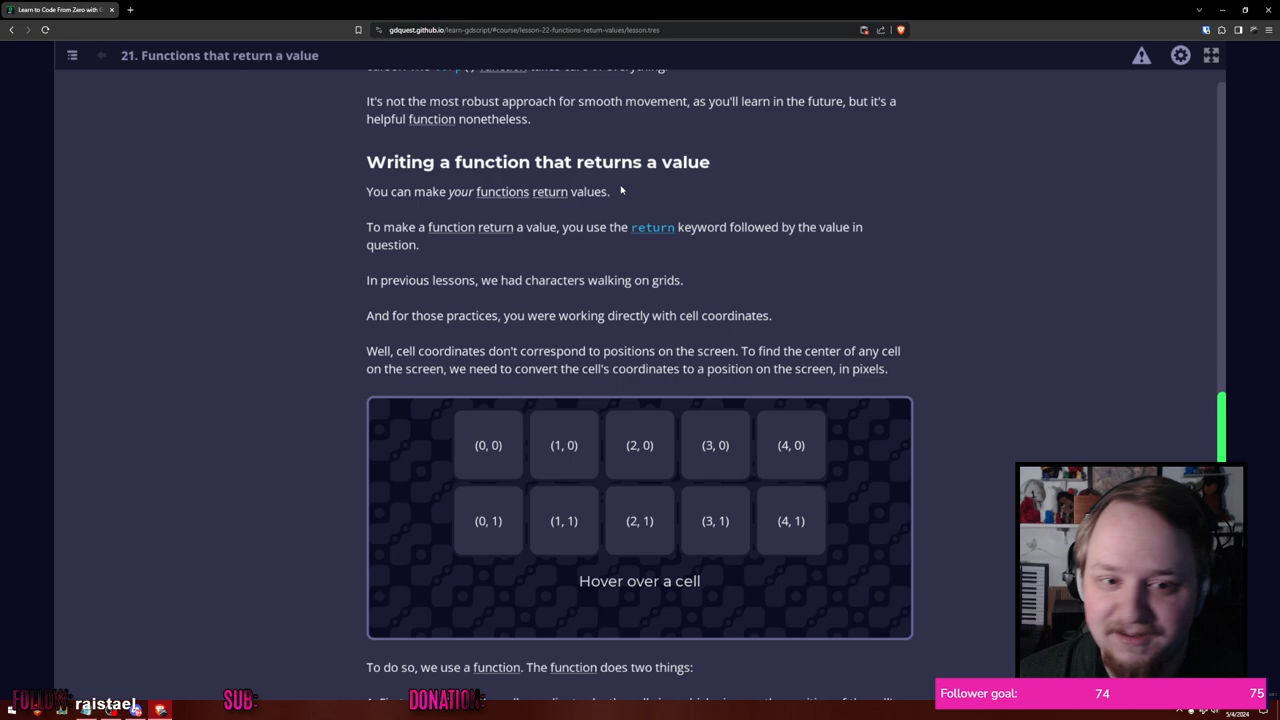 Learn to Code From Zero with
gdquest.github.io/learn-gdscript/#course/lesson-22-functions-return-values/lesson.tres
21. Functions that return a value
It's not the most robust approach for smooth movement, as you'll learn in the future, but it's a
helpful function nonetheless.
Writing a function that returns a value
You can make your functions return values.
To make a function return a value, you use the return keyword followed by the value in
question.
In previous lessons, we had characters walking on grids.
And for those practices, you were working directly with cell coordinates.
Well, cell coordinates don't correspond to positions on the screen. To find the center of any cell
on the screen, we need to convert the cell's coordinates to a position on the screen, in pixels.
(0, 0) (1, 0) (2, 0) (3, 0) (4, 0)
(0, 1) (1, 1) (2, 1) (3, 1) (4, 1)
Hover over a cell
To do so, we use a function. The function does two things:
FOLLOW: raistael SUB: DONATION:
Follower goal: 74 75
5/4/2024